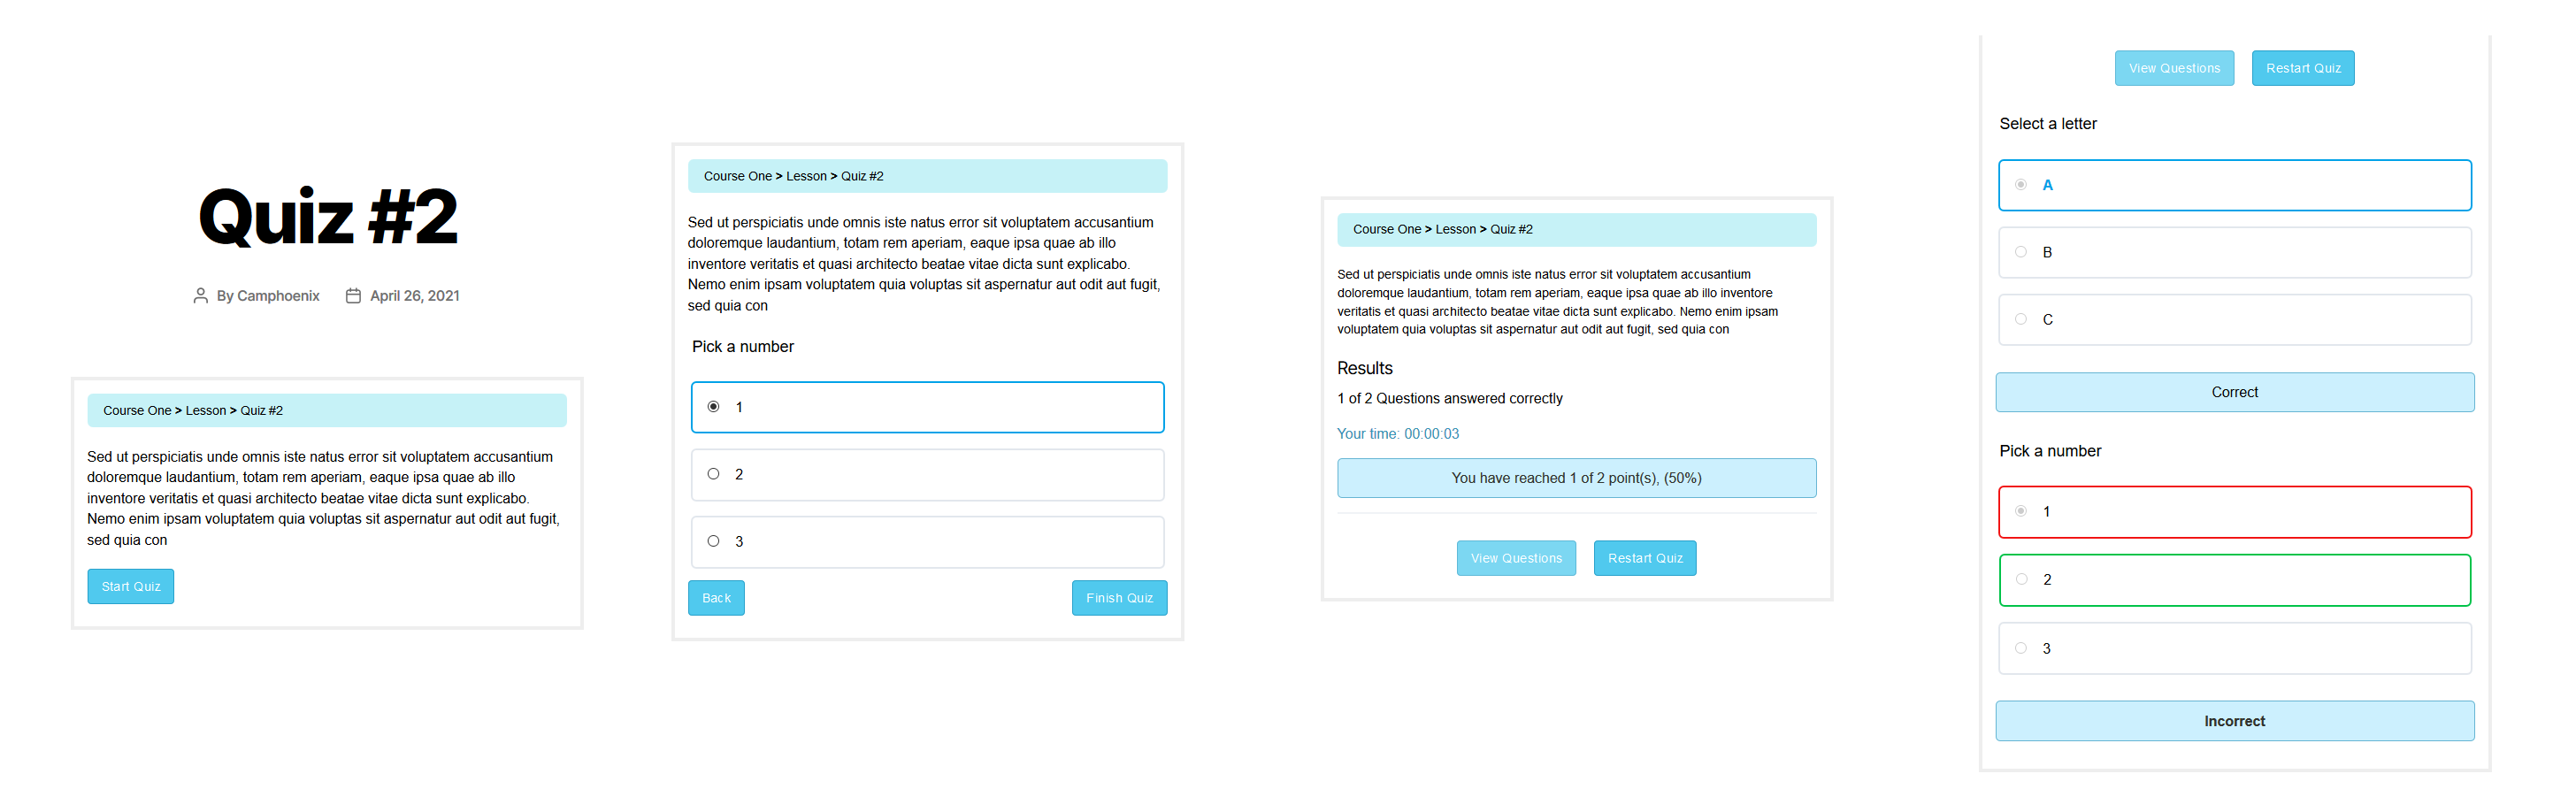 Quiz #2
By Camphoenix April 26, 2021
Course One > Lesson > Quiz #2
Sed ut perspiciatis unde omnis iste natus error sit voluptatem accusantium
doloremque laudantium, totam rem aperiam, eaque ipsa quae ab illo
inventore veritatis et quasi architecto beatae vitae dicta sunt explicabo.
Nemo enim ipsam voluptatem quia voluptas sit aspernatur aut odit aut fugit,
sed quia con
Start Quiz
Course One > Lesson > Quiz #2
Sed ut perspiciatis unde omnis iste natus error sit voluptatem accusantium
doloremque laudantium, totam rem aperiam, eaque ipsa quae ab illo
inventore veritatis et quasi architecto beatae vitae dicta sunt explicabo.
Nemo enim ipsam voluptatem quia voluptas sit aspernatur aut odit aut fugit,
sed quia con
Pick a number
1
2
3
Back Finish Quiz
Course One > Lesson > Quiz #2
Sed ut perspiciatis unde omnis iste natus error sit voluptatem accusantium
doloremque laudantium, totam rem aperiam, eaque ipsa quae ab illo inventore
veritatis et quasi architecto beatae vitae dicta sunt explicabo. Nemo enim ipsam
voluptatem quia voluptas sit aspernatur aut odit aut fugit, sed quia con
Results
1 of 2 Questions answered correctly
Your time: 00:00:03
You have reached 1 of 2 point(s), (50%)
View Questions Restart Quiz
View Questions Restart Quiz
Select a letter
A
B
C
Correct
Pick a number
1
2
3
Incorrect